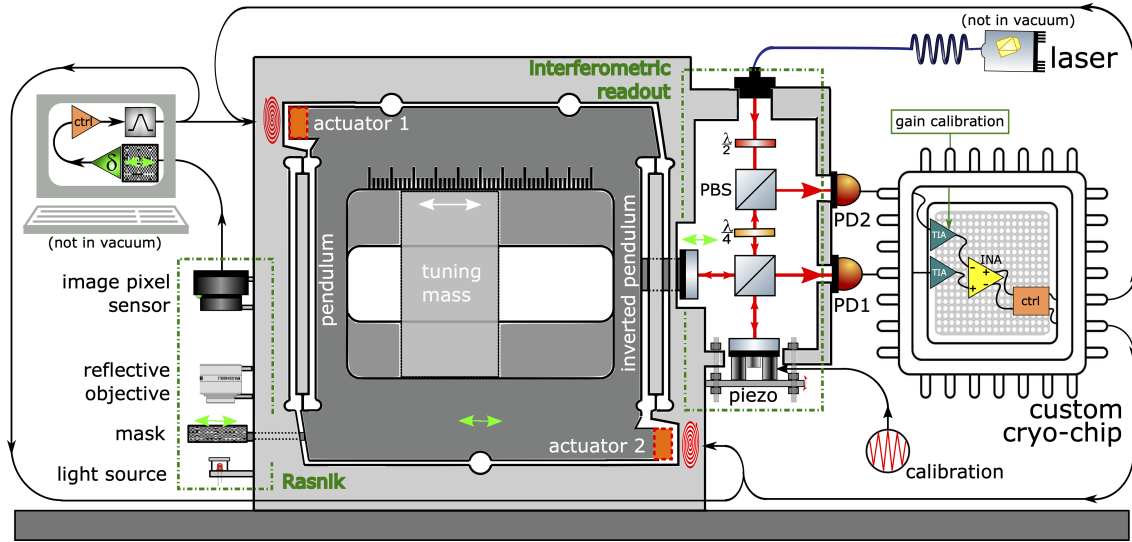 (not in vacuum)
laser
Interferometric
readout
actuator 1
ctrl
δ
(not in vacuum)
gain calibration
λ
2
PBS
λ
4
PD2
PD1
TIA
TIA
INA
ctrl
pendulum
tuning
mass
inverted pendulum
image pixel
sensor
reflective
objective
mask
light source
Rasnik
actuator 2
piezo
calibration
custom
cryo-chip